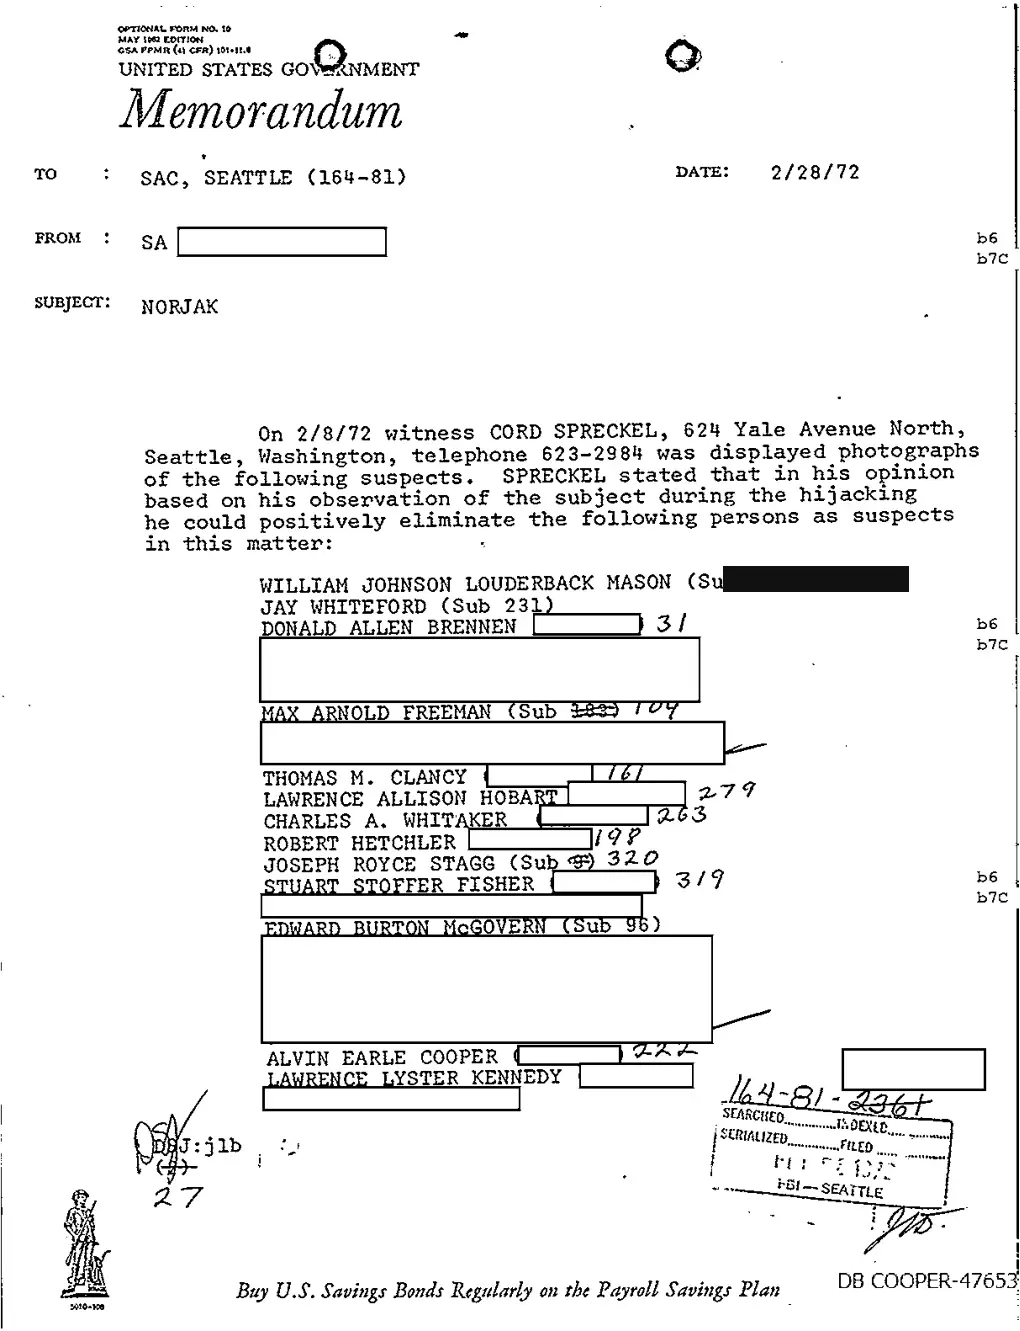 OPTIONAL FORM NO. 10
MAY 1962 EDITION
GSA FPMR (41 CFR) 101-11.6
UNITED STATES GOVERNMENT
Memorandum
TO : SAC, SEATTLE (164-81)
DATE: 2/28/72
FROM : SA
b6
b7C
SUBJECT: NORJAK
On 2/8/72 witness CORD SPRECKEL, 624 Yale Avenue North,
Seattle, Washington, telephone 623-2984 was displayed photographs
of the following suspects. SPRECKEL stated that in his opinion
based on his observation of the subject during the hijacking
he could positively eliminate the following persons as suspects
in this matter:
WILLIAM JOHNSON LOUDERBACK MASON (Su
JAY WHITEFORD (Sub 231)
DONALD ALLEN BRENNEN 31
b6
b7C
MAX ARNOLD FREEMAN (Sub 183) 104
THOMAS M. CLANCY ( 161
LAWRENCE ALLISON HOBART 279
CHARLES A. WHITAKER ( 263
ROBERT HETCHLER 198
JOSEPH ROYCE STAGG (Sub 9) 320
STUART STOFFER FISHER ( ) 319
b6
b7C
EDWARD BURTON McGOVERN (Sub 96)
ALVIN EARLE COOPER ( ) 222
LAWRENCE LYSTER KENNEDY (
164-81-2361
SEARCHED INDEXED
SERIALIZED FILED
FBI — SEATTLE
:jlb
(2)
27
5010-108
Buy U.S. Savings Bonds Regularly on the Payroll Savings Plan
DB COOPER-47653